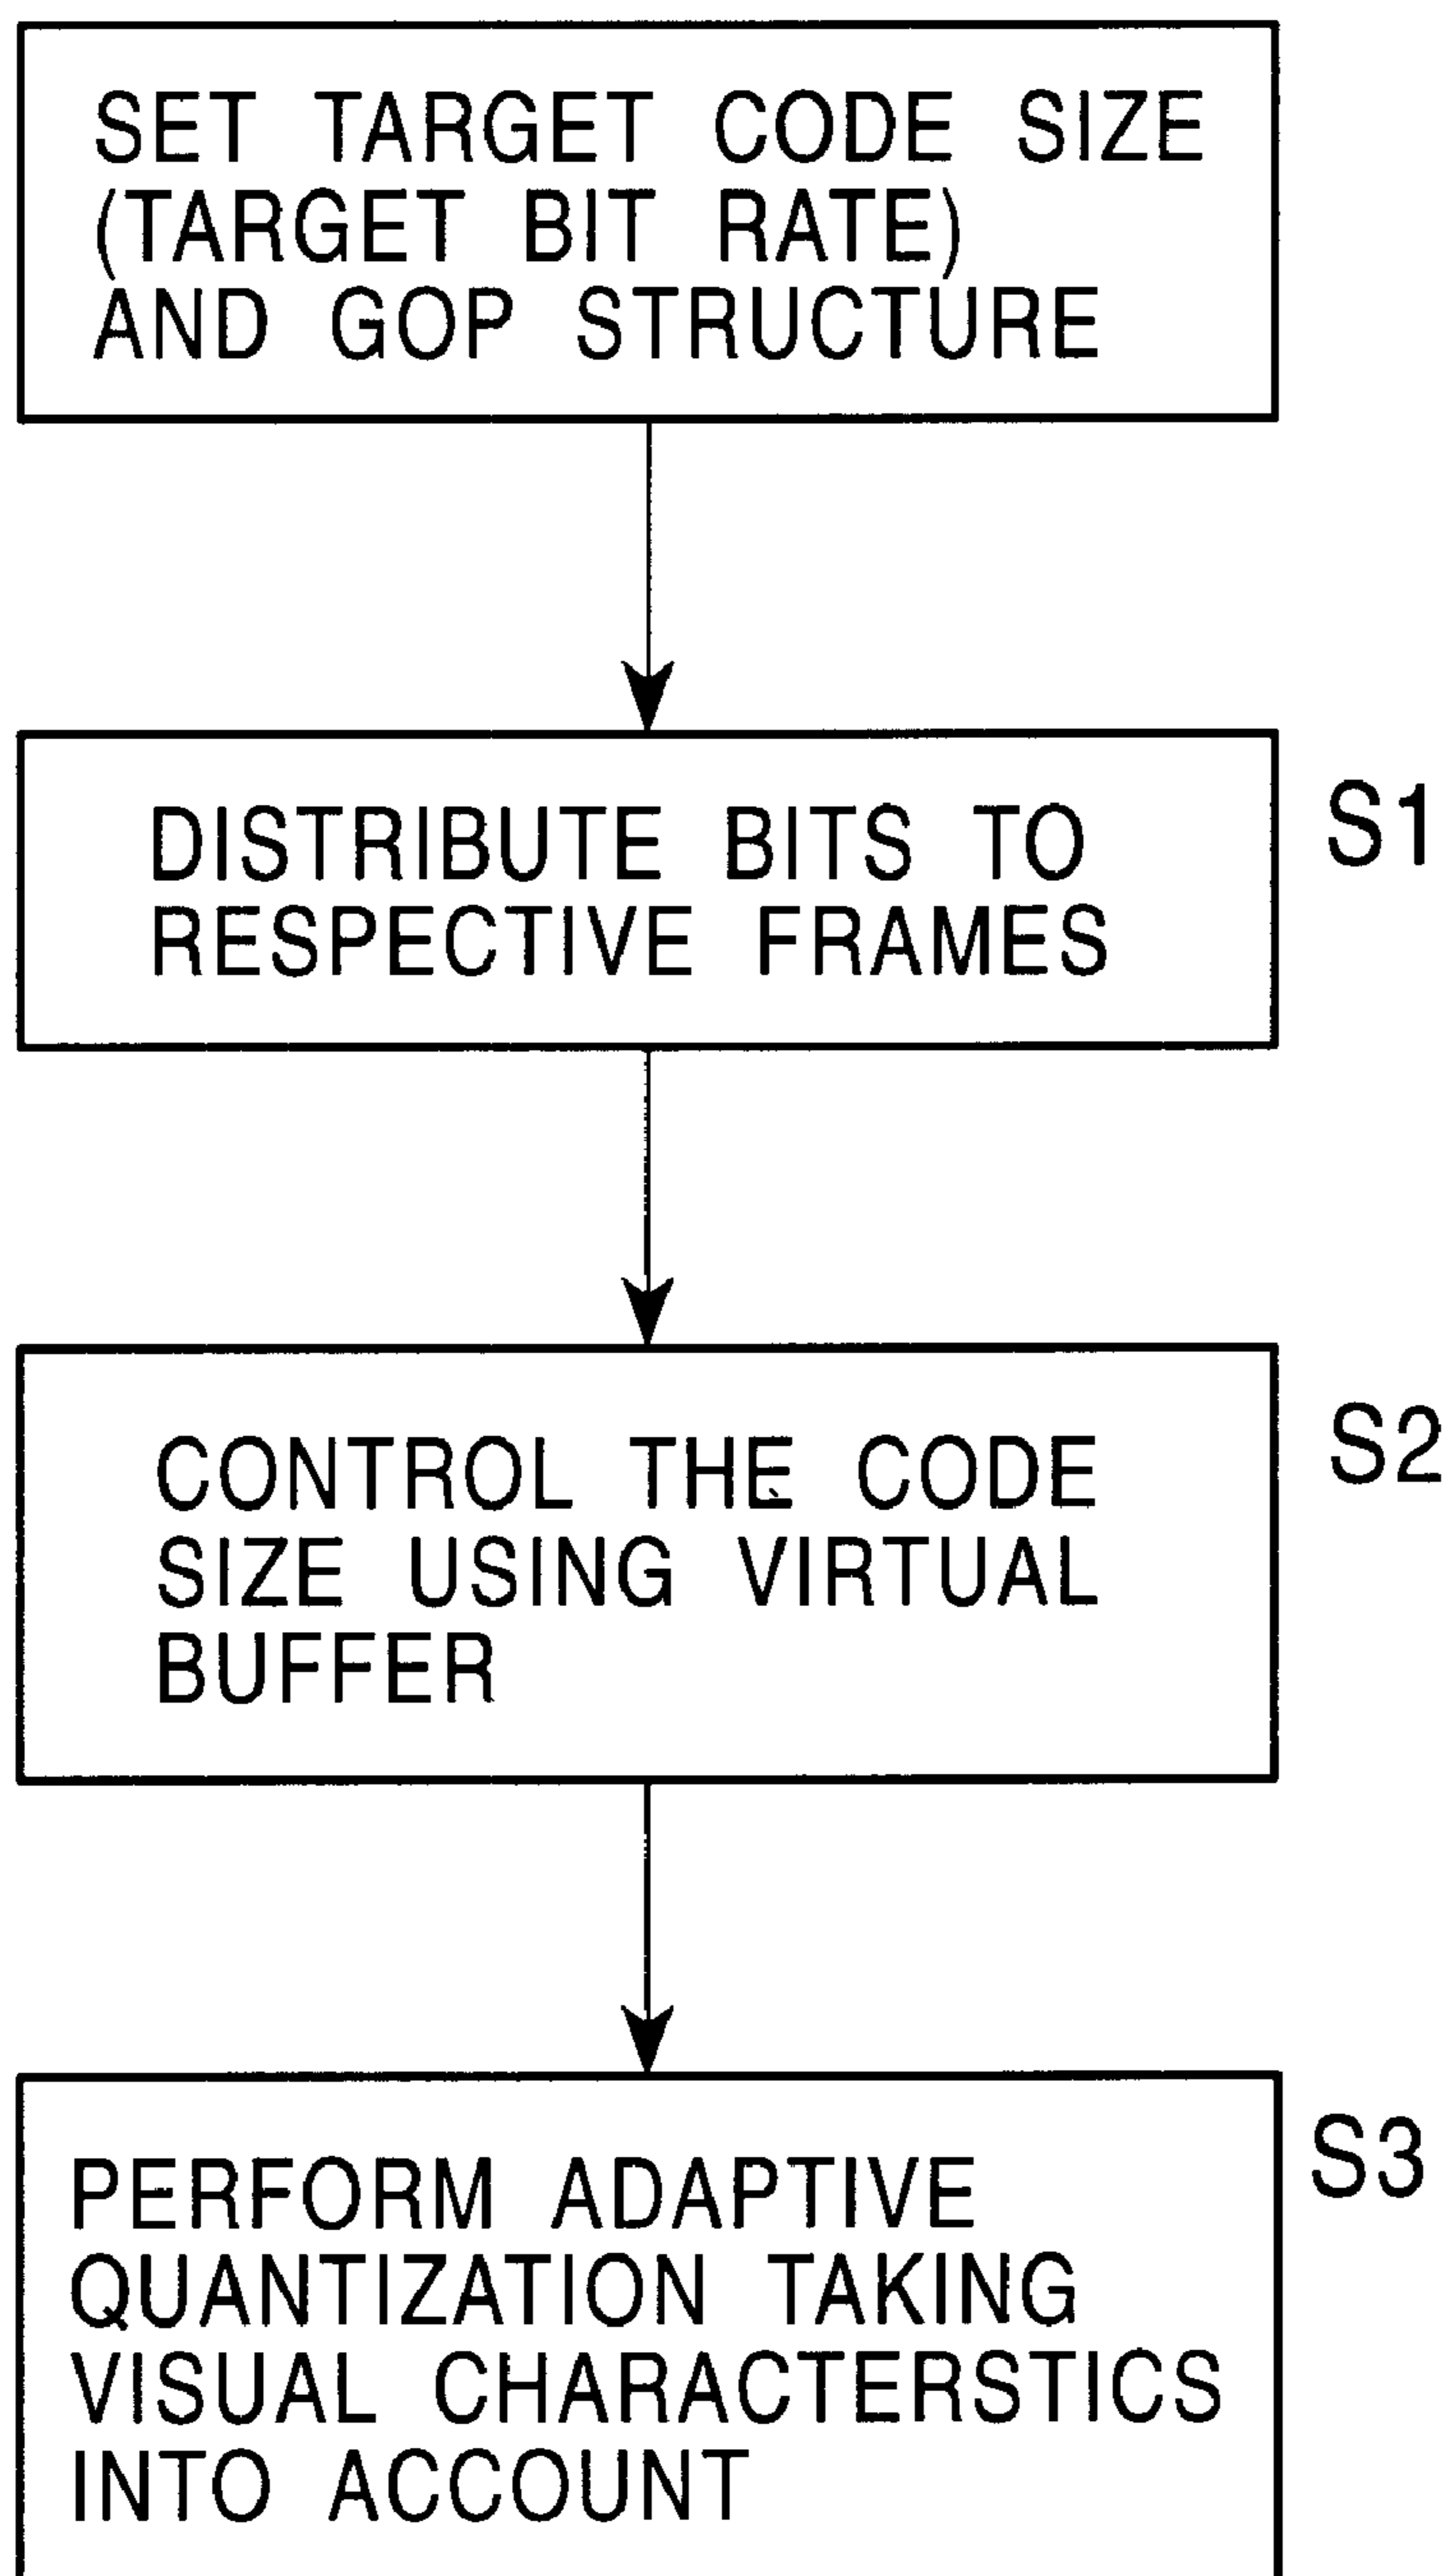 SET TARGET CODE SIZE
(TARGET BIT RATE)
AND GOP STRUCTURE
DISTRIBUTE BITS TO
RESPECTIVE FRAMES
S1
CONTROL THE CODE
SIZE USING VIRTUAL
BUFFER
S2
PERFORM ADAPTIVE
QUANTIZATION TAKING
VISUAL CHARACTERSTICS
INTO ACCOUNT
S3